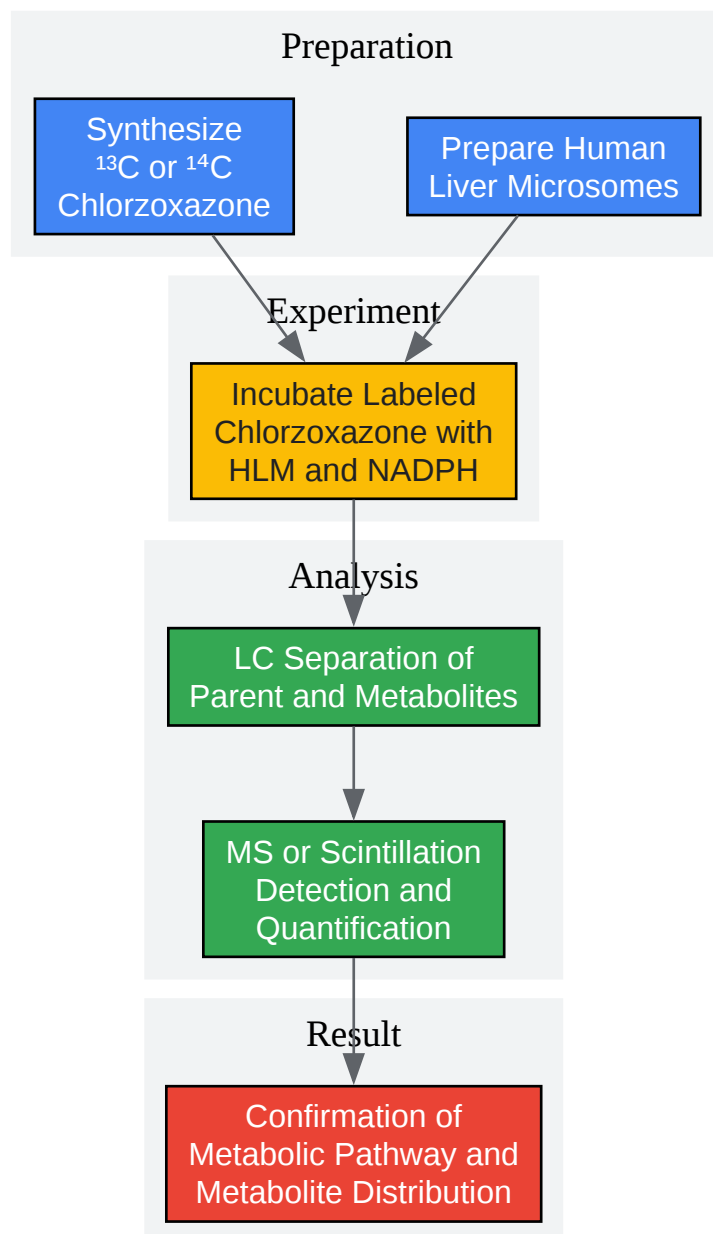 Preparation
Synthesize
¹³C or ¹⁴C
Chlorzoxazone
Prepare Human
Liver Microsomes
Experiment
Incubate Labeled
Chlorzoxazone with
HLM and NADPH
Analysis
LC Separation of
Parent and Metabolites
MS or Scintillation
Detection and
Quantification
Result
Confirmation of
Metabolic Pathway and
Metabolite Distribution